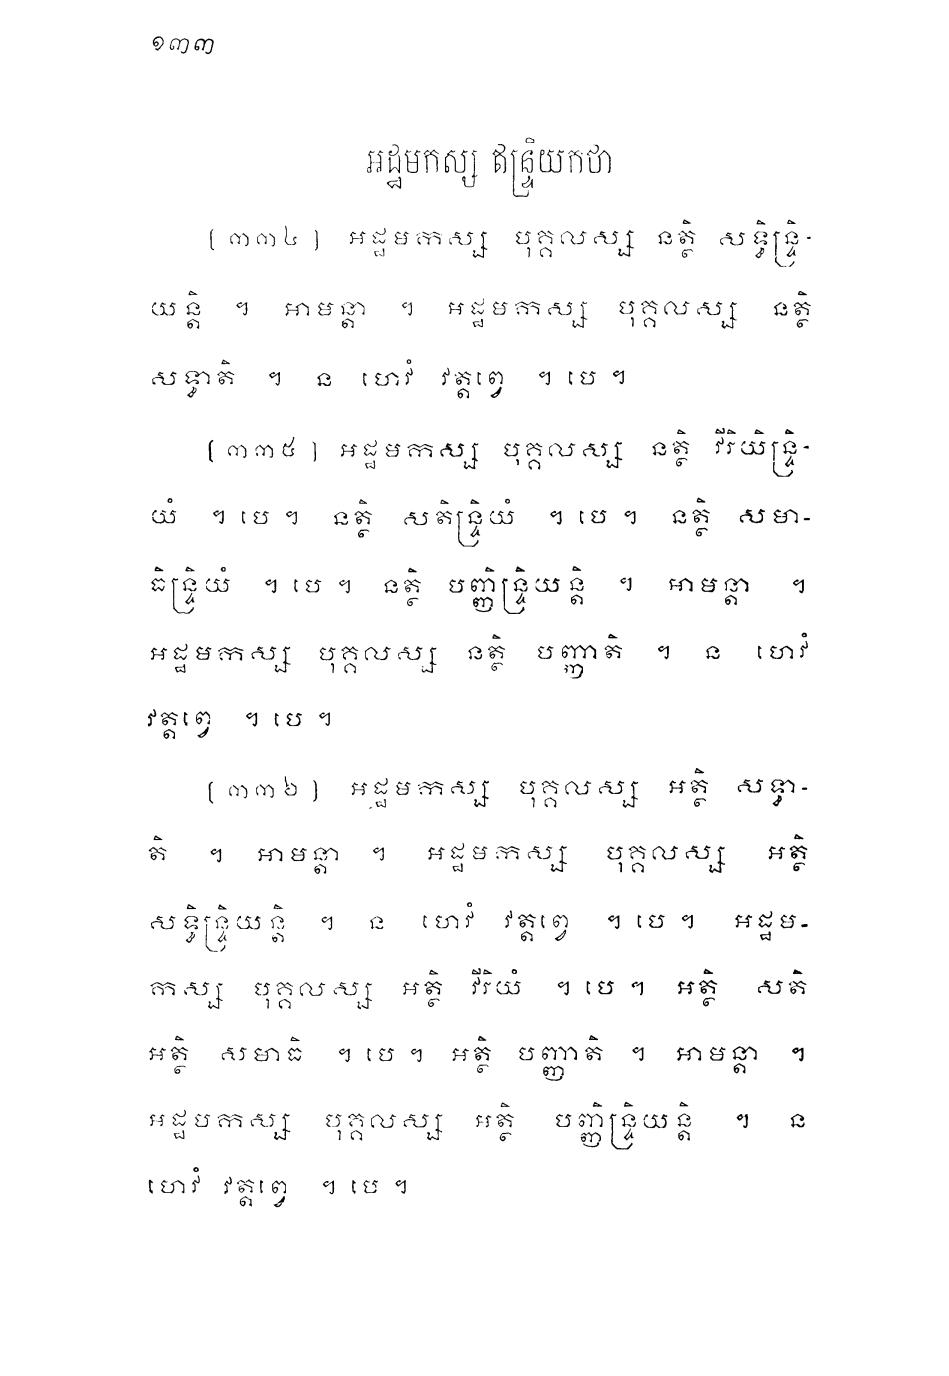 ១៣៣
អដ្ឋមកស្ស ឥន្ទ្រិយកថា
[៣៣៤] អដ្ឋមកស្ស បុគ្គលស្ស នត្ថិ សទ្ធិន្ទ្រិ-
យន្តិ ។ អាមន្តា ។ អដ្ឋមកស្ស បុគ្គលស្ស នត្ថិ
សទ្ធាតិ ។ ន ហេវំ វត្តព្វេ ។ បេ ។
[៣៣៥] អដ្ឋមកស្ស បុគ្គលស្ស នត្ថិ វីរិយិន្ទ្រិ-
យំ ។ បេ ។ នត្ថិ សតិន្ទ្រិយំ ។ បេ ។ នត្ថិ សមា-
ធិន្ទ្រិយំ ។ បេ ។ នត្ថិ បញ្ញិន្ទ្រិយន្តិ ។ អាមន្តា ។
អដ្ឋមកស្ស បុគ្គលស្ស នត្ថិ បញ្ញាតិ ។ ន ហេវំ
វត្តព្វេ ។ បេ ។
[៣៣៦] អដ្ឋមកស្ស បុគ្គលស្ស អត្ថិ សទ្ធា-
តិ ។ អាមន្តា ។ អដ្ឋមកស្ស បុគ្គលស្ស អត្ថិ
សទ្ធិន្ទ្រិយន្តិ ។ ន ហេវំ វត្តព្វេ ។ បេ ។ អដ្ឋម-
កស្ស បុគ្គលស្ស អត្ថិ វីរិយំ ។ បេ ។ អត្ថិ សតិ
អត្ថិ សមាធិ ។ បេ ។ អត្ថិ បញ្ញាតិ ។ អាមន្តា ។
អដ្ឋមកស្ស បុគ្គលស្ស អត្ថិ បញ្ញិន្ទ្រិយន្តិ ។ ន
ហេវំ វត្តព្វេ ។ បេ ។